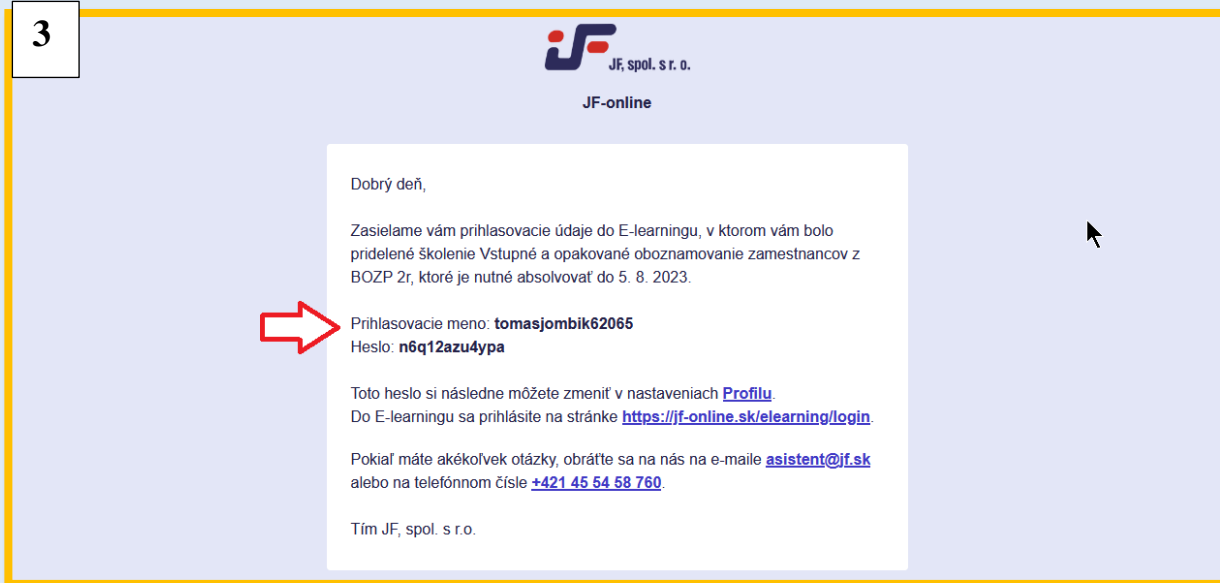 3
JF, spol. s r. o.
JF-online
Dobrý deň,
Zasielame vám prihlasovacie údaje do E-learningu, v ktorom vám bolo
pridelené školenie Vstupné a opakované oboznamovanie zamestnancov z
BOZP 2r, ktoré je nutné absolvovať do 5. 8. 2023.
Prihlasovacie meno: tomasjombik62065
Heslo: n6q12azu4ypa
Toto heslo si následne môžete zmeniť v nastaveniach Profilu.
Do E-learningu sa prihlásite na stránke https://jf-online.sk/elearning/login.
Pokiaľ máte akékoľvek otázky, obráťte sa na nás na e-maile asistent@jf.sk
alebo na telefónnom čísle +421 45 54 58 760.
Tím JF, spol. s r.o.